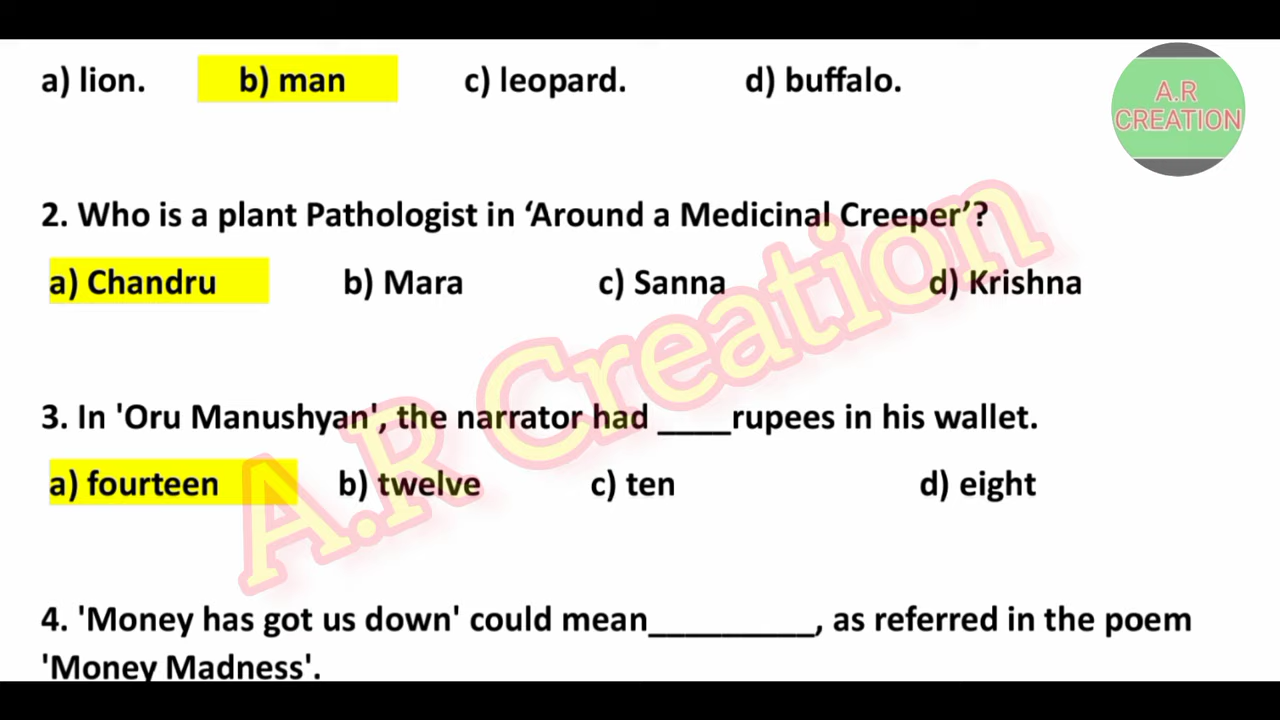 a) lion. b) man c) leopard. d) buffalo.
A.R
CREATION
2. Who is a plant Pathologist in ‘Around a Medicinal Creeper’?
a) Chandru b) Mara c) Sanna d) Krishna
3. In 'Oru Manushyan', the narrator had ____rupees in his wallet.
a) fourteen b) twelve c) ten d) eight
A.R Creation
4. 'Money has got us down' could mean_________, as referred in the poem
'Money Madness'.